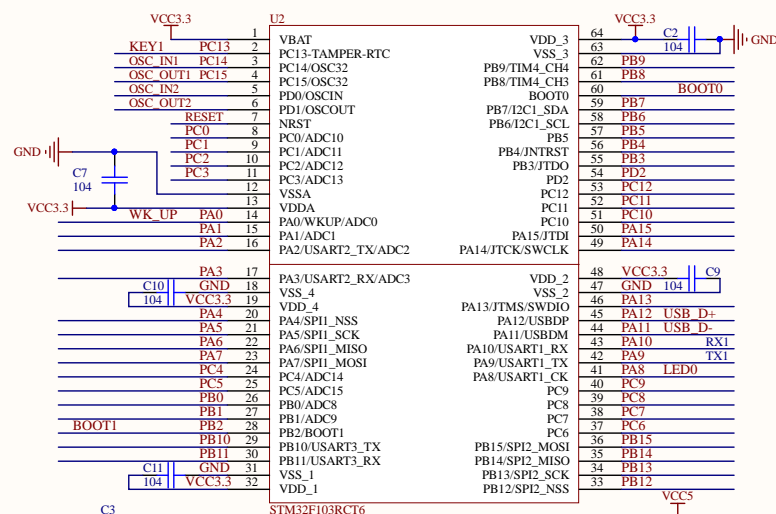 VCC3.3 U2 VCC3.3
1 VBAT VDD_3 64 C2 GND
KEY1 PC13 2 PC13-TAMPER-RTC VSS_3 63 104
OSC_IN1 PC14 3 PC14/OSC32 PB9/TIM4_CH4 62 PB9
OSC_OUT1 PC15 4 PC15/OSC32 PB8/TIM4_CH3 61 PB8
OSC_IN2 5 PD0/OSCIN BOOT0 60 BOOT0
OSC_OUT2 6 PD1/OSCOUT PB7/I2C1_SDA 59 PB7
RESET 7 NRST PB6/I2C1_SCL 58 PB6
PC0 8 PC0/ADC10 PB5 57 PB5
GND PC1 9 PC1/ADC11 PB4/JNTRST 56 PB4
PC2 10 PC2/ADC12 PB3/JTDO 55 PB3
C7 PC3 11 PC3/ADC13 PD2 54 PD2
104 12 VSSA PC12 53 PC12
VCC3.3 13 VDDA PC11 52 PC11
WK_UP PA0 14 PA0/WKUP/ADC0 PC10 51 PC10
PA1 15 PA1/ADC1 PA15/JTDI 50 PA15
PA2 16 PA2/USART2_TX/ADC2 PA14/JTCK/SWCLK 49 PA14
PA3 17 PA3/USART2_RX/ADC3 VDD_2 48 VCC3.3 C9
C10 GND 18 VSS_4 VSS_2 47 GND 104
104 VCC3.3 19 VDD_4 PA13/JTMS/SWDIO 46 PA13
PA4 20 PA4/SPI1_NSS PA12/USBDP 45 PA12 USB_D+
PA5 21 PA5/SPI1_SCK PA11/USBDM 44 PA11 USB_D-
PA6 22 PA6/SPI1_MISO PA10/USART1_RX 43 PA10 RX1
PA7 23 PA7/SPI1_MOSI PA9/USART1_TX 42 PA9 TX1
PC4 24 PC4/ADC14 PA8/USART1_CK 41 PA8 LED0
PC5 25 PC5/ADC15 PC9 40 PC9
PB0 26 PB0/ADC8 PC8 39 PC8
PB1 27 PB1/ADC9 PC7 38 PC7
BOOT1 PB2 28 PB2/BOOT1 PC6 37 PC6
PB10 29 PB10/USART3_TX PB15/SPI2_MOSI 36 PB15
PB11 30 PB11/USART3_RX PB14/SPI2_MISO 35 PB14
C11 GND 31 VSS_1 PB13/SPI2_SCK 34 PB13
104 VCC3.3 32 VDD_1 PB12/SPI2_NSS 33 PB12
C3 STM32F103RCT6 VCC5